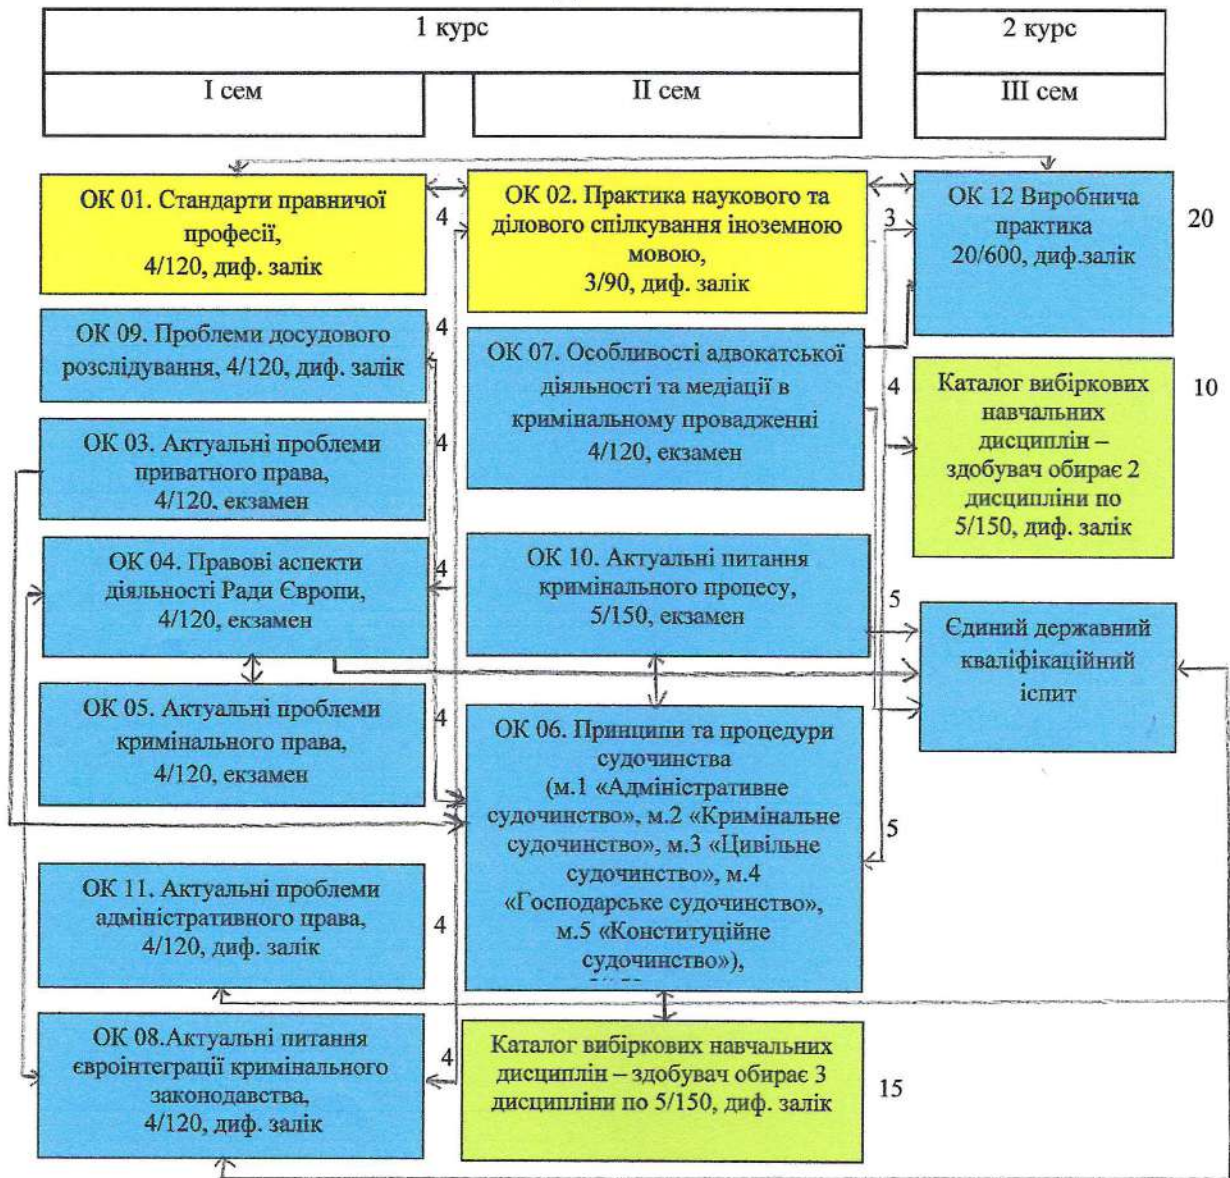 1 курс
2 курс
І сем
ІІ сем
ІІІ сем
ОК 01. Стандарти правничої
професії,
4/120, диф. залік
4
ОК 02. Практика наукового та
ділового спілкування іноземною
мовою,
3/90, диф. залік
3
ОК 12 Виробнича
практика
20/600, диф.залік
20
ОК 09. Проблеми досудового
розслідування, 4/120, диф. залік
4
ОК 07. Особливості адвокатської
діяльності та медіації в
кримінальному провадженні
4/120, екзамен
4
Каталог вибіркових
навчальних
дисциплін –
здобувач обирає 2
дисципліни по
5/150, диф. залік
10
ОК 03. Актуальні проблеми
приватного права,
4/120, екзамен
4
ОК 04. Правові аспекти
діяльності Ради Європи,
4/120, екзамен
4
ОК 10. Актуальні питання
кримінального процесу,
5/150, екзамен
5
Єдиний державний
кваліфікаційний
іспит
ОК 05. Актуальні проблеми
кримінального права,
4/120, екзамен
4
ОК 06. Принципи та процедури
судочинства
(м.1 «Адміністративне
судочинство», м.2 «Кримінальне
судочинство», м.3 «Цивільне
судочинство», м.4
«Господарське судочинство»,
м.5 «Конституційне
судочинство»),
5
ОК 11. Актуальні проблеми
адміністративного права,
4/120, диф. залік
4
ОК 08.Актуальні питання
євроінтеграції кримінального
законодавства,
4/120, диф. залік
4
Каталог вибіркових навчальних
дисциплін – здобувач обирає 3
дисципліни по 5/150, диф. залік
15